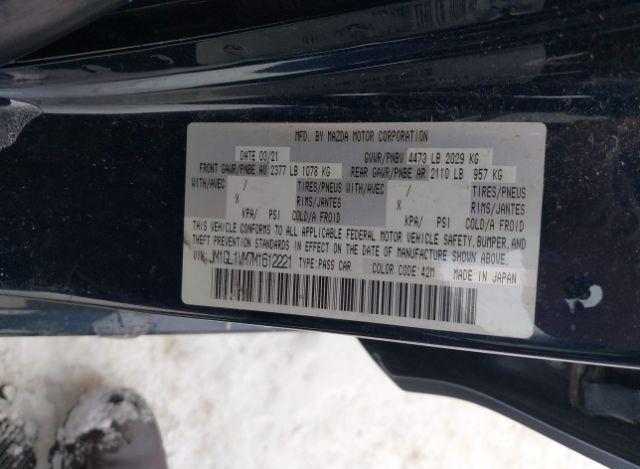 MFD. BY MAZDA MOTOR CORPORATION
DATE 03/21 GVWR/PNBV 4473 LB 2029 KG
FRONT GAWR/PNBE AV 2377 LB 1078 KG REAR GAWR/PNBE AR 2110 LB 957 KG
WITH/AVEC / TIRES/PNEUS WITH/AVEC / TIRES/PNEUS
X RIMS/JANTES X RIMS/JANTES
KPA/ PSI COLD/A FROID KPA/ PSI COLD/A FROID
THIS VEHICLE CONFORMS TO ALL APPLICABLE FEDERAL MOTOR VEHICLE SAFETY, BUMPER, AND
THEFT PREVENTION STANDARDS IN EFFECT ON THE DATE OF MANUFACTURE SHOWN ABOVE.
VIN: JM1GL1WM7M1612221 TYPE:PASS CAR COLOR CODE:42M MADE IN JAPAN